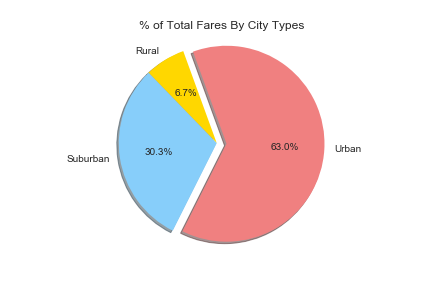 % of Total Fares By City Types
Rural
6.7%
Suburban
30.3%
63.0%
Urban